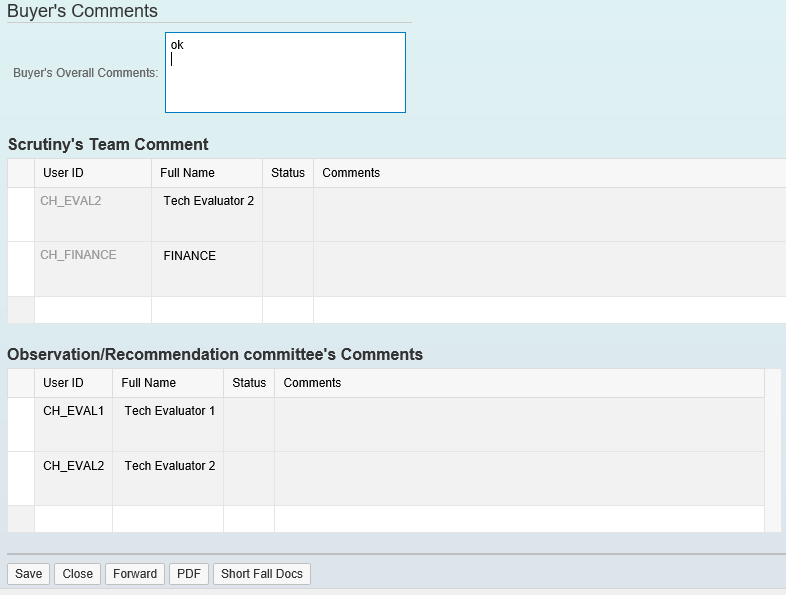 Buyer's Comments
Buyer's Overall Comments:
ok
Scrutiny's Team Comment
User ID Full Name Status Comments
CH_EVAL2 Tech Evaluator 2
CH_FINANCE FINANCE
Observation/Recommendation committee's Comments
User ID Full Name Status Comments
CH_EVAL1 Tech Evaluator 1
CH_EVAL2 Tech Evaluator 2
Save Close Forward PDF Short Fall Docs